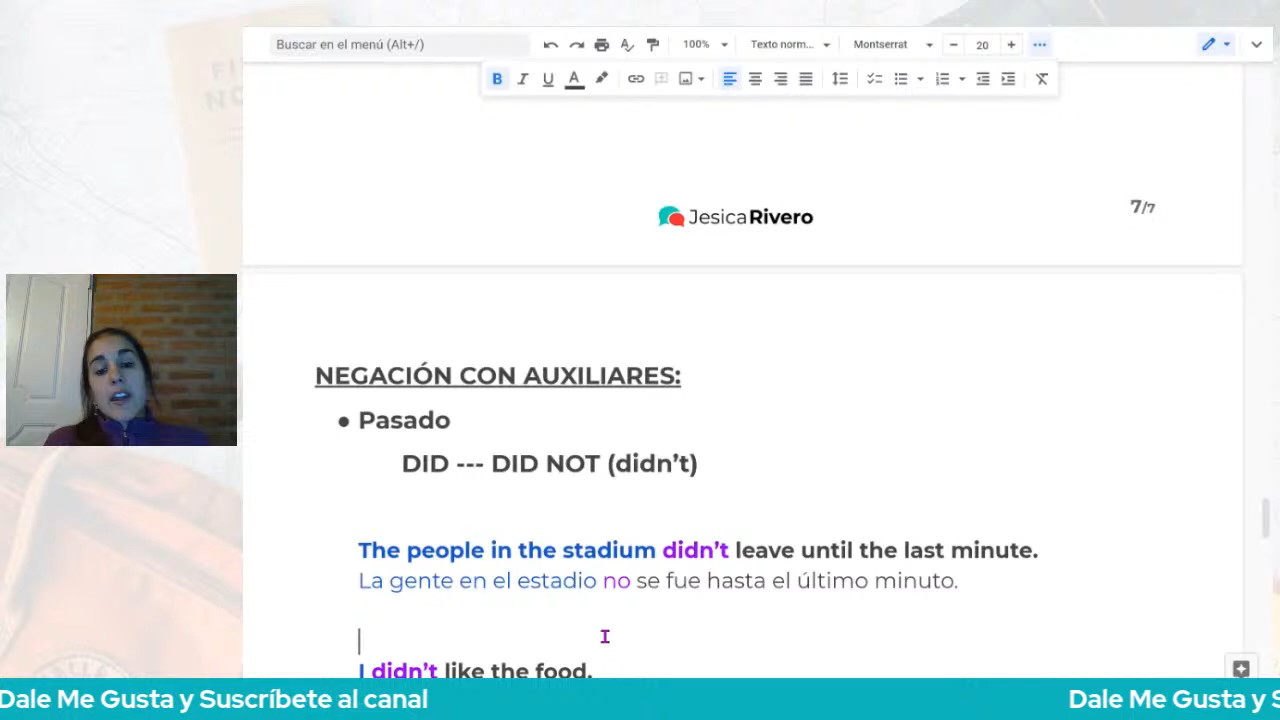 Buscar en el menú (Alt+/)
100%
Texto norm...
Montserrat
20
B I U A
Jesica Rivero
7/7
NEGACIÓN CON AUXILIARES:
● Pasado
DID --- DID NOT (didn’t)
The people in the stadium didn’t leave until the last minute.
La gente en el estadio no se fue hasta el último minuto.
I didn’t like the food.
Dale Me Gusta y Suscríbete al canal
Dale Me Gusta y S